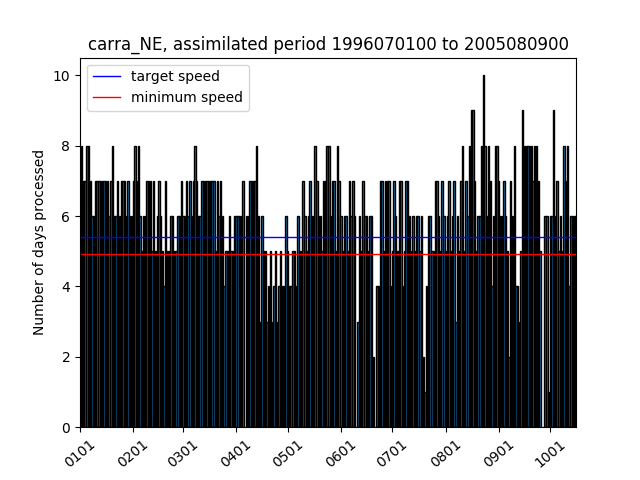 carra_NE, assimilated period 1996070100 to 2005080900
target speed
minimum speed
Number of days processed
10
8
6
4
2
0
0101 0201 0301 0401 0501 0601 0701 0801 0901 1001